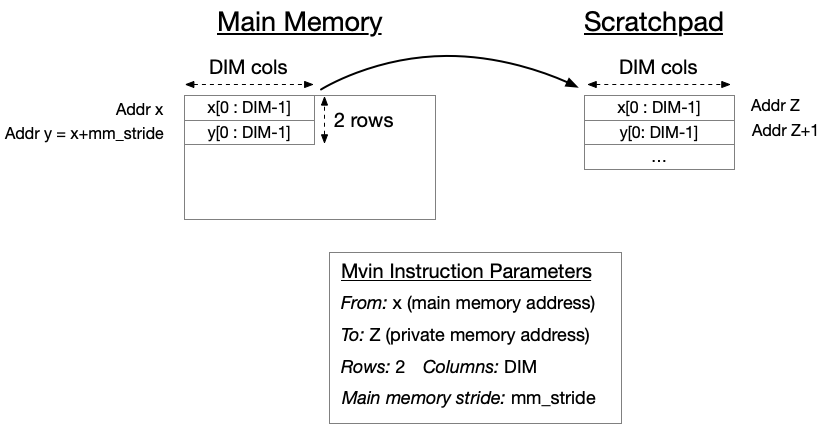 Main Memory
Scratchpad
DIM cols
DIM cols
Addr x
x[0 : DIM-1]
2 rows
x[0 : DIM-1]
Addr Z
Addr y = x+mm_stride
y[0 : DIM-1]
y[0: DIM-1]
Addr Z+1
...
Mvin Instruction Parameters
From: x (main memory address)
To: Z (private memory address)
Rows: 2 Columns: DIM
Main memory stride: mm_stride